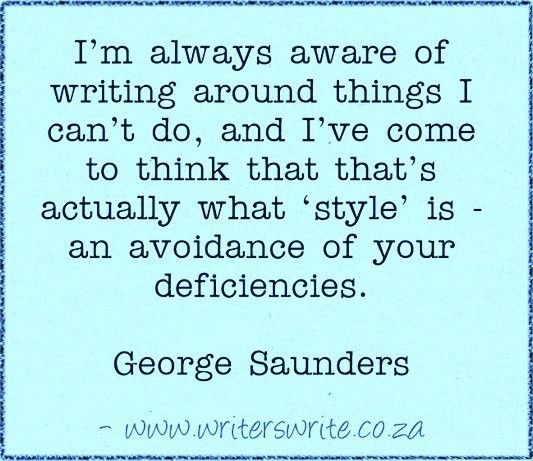 I’m always aware of
writing around things I
can’t do, and I’ve come
to think that that’s
actually what ‘style’ is -
an avoidance of your
deficiencies.
George Saunders
- www.writerswrite.co.za